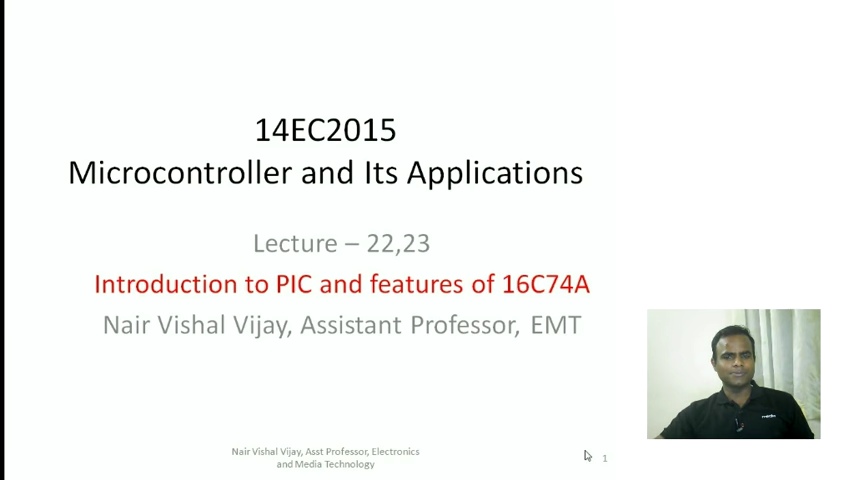 14EC2015
Microcontroller and Its Applications
Lecture – 22,23
Introduction to PIC and features of 16C74A
Nair Vishal Vijay, Assistant Professor, EMT
Nair Vishal Vijay, Asst Professor, Electronics
and Media Technology
1